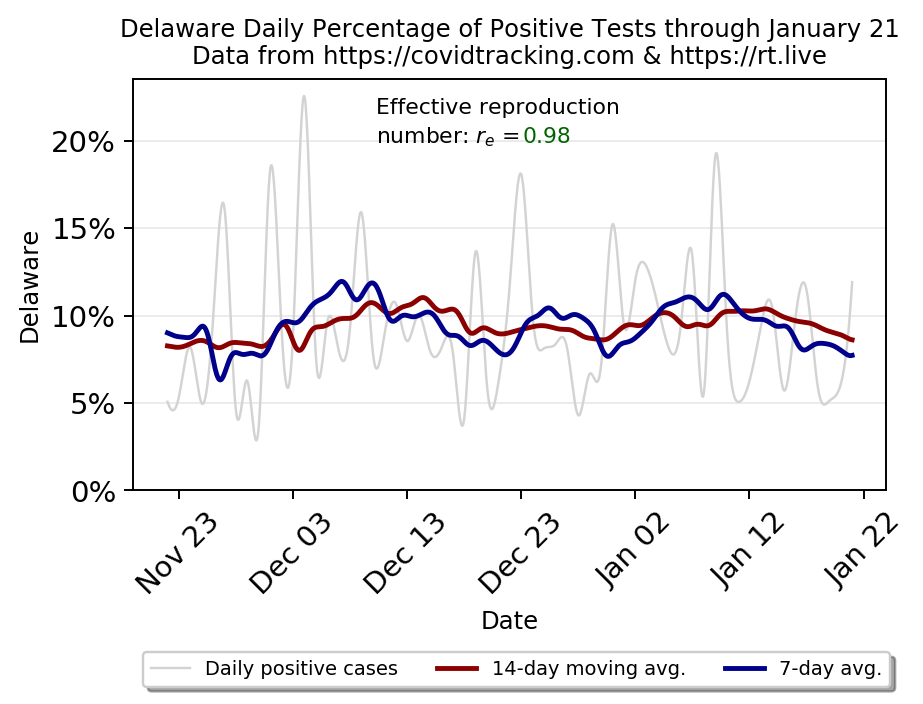 Delaware Daily Percentage of Positive Tests through January 21
Data from https://covidtracking.com & https://rt.live
Effective reproduction
number: rₑ =0.98
20%
15%
10%
5%
0%
Delaware
Nov 23
Dec 03
Dec 13
Dec 23
Jan 02
Jan 12
Jan 22
Date
Daily positive cases
14-day moving avg.
7-day avg.